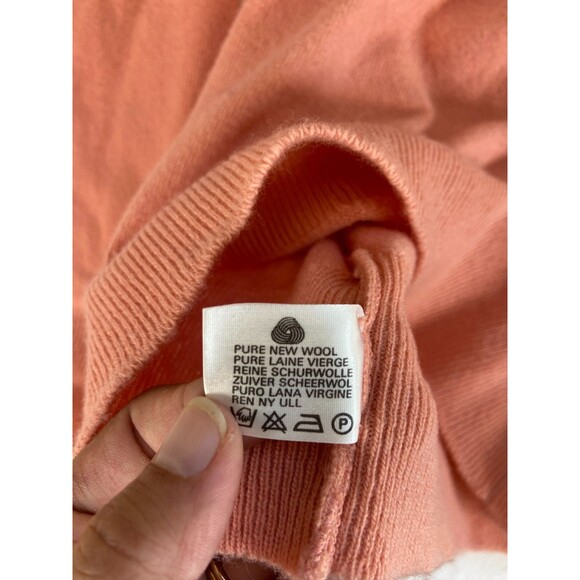 PURE NEW WOOL
PURE LAINE VIERGE
REINE SCHURWOLLE
ZUIVER SCHEERWOL
PURO LANA VIRGINE
REN NY ULL
P